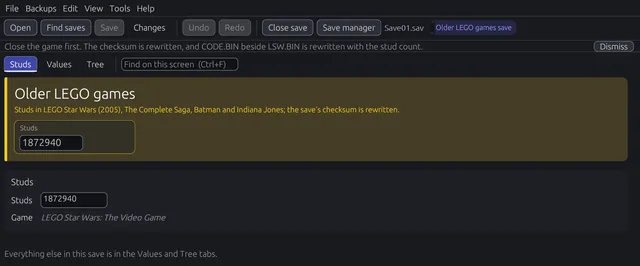 File Backups Edit View Tools Help
Open Find saves Save Changes Undo Redo Close save Save manager Save01.sav Older LEGO games save
Close the game first. The checksum is rewritten, and CODE.BIN beside LSW.BIN is rewritten with the stud count. Dismiss
Studs Values Tree Find on this screen (Ctrl+F)
Older LEGO games
Studs in LEGO Star Wars (2005), The Complete Saga, Batman and Indiana Jones; the save's checksum is rewritten.
Studs
1872940
Studs
Studs 1872940
Game LEGO Star Wars: The Video Game
Everything else in this save is in the Values and Tree tabs.